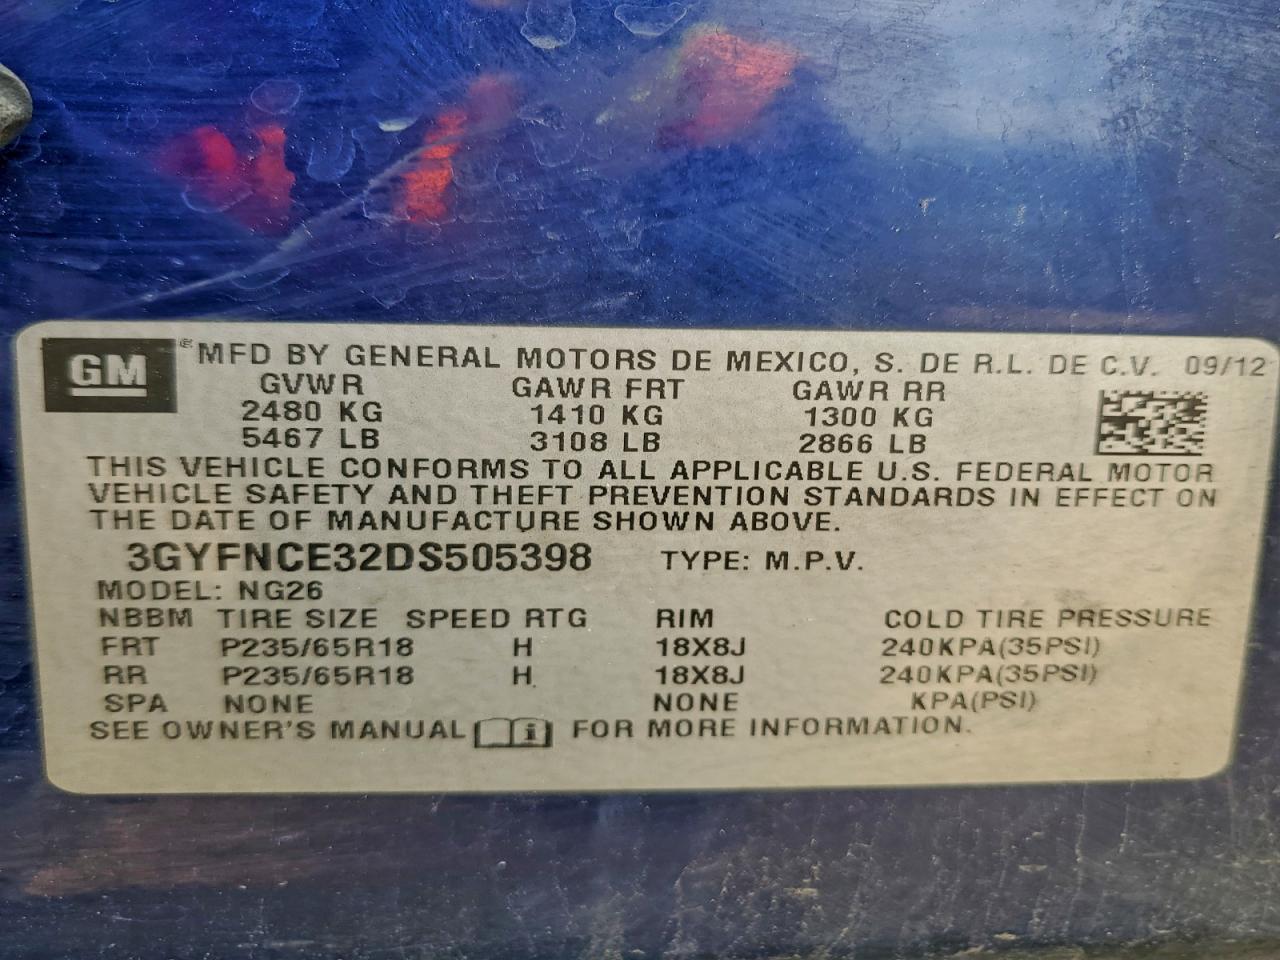 GM ® MFD BY GENERAL MOTORS DE MEXICO, S. DE R.L. DE C.V. 09/12
GVWR GAWR FRT GAWR RR
2480 KG 1410 KG 1300 KG
5467 LB 3108 LB 2866 LB
THIS VEHICLE CONFORMS TO ALL APPLICABLE U.S. FEDERAL MOTOR
VEHICLE SAFETY AND THEFT PREVENTION STANDARDS IN EFFECT ON
THE DATE OF MANUFACTURE SHOWN ABOVE.
3GYFNCE32DS505398 TYPE: M.P.V.
MODEL: NG26
NBBM TIRE SIZE SPEED RTG RIM COLD TIRE PRESSURE
FRT P235/65R18 H 18X8J 240KPA(35PSI)
RR P235/65R18 H 18X8J 240KPA(35PSI)
SPA NONE NONE KPA(PSI)
SEE OWNER'S MANUAL i FOR MORE INFORMATION.